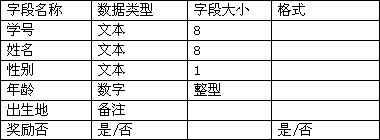 字段名称 数据类型 字段大小 格式
学号 文本 8
姓名 文本 8
性别 文本 1
年龄 数字 整型
出生地 备注
奖励否 是/否 是/否